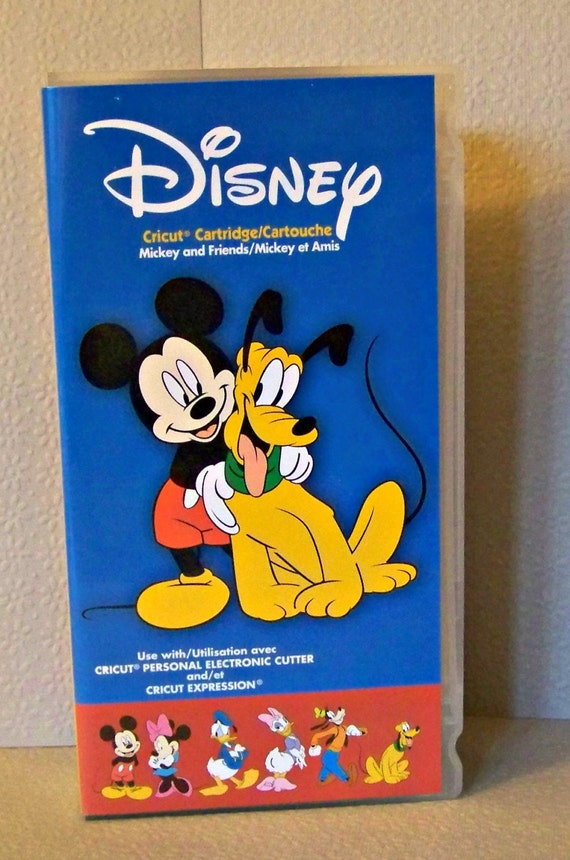 Disney
Cricut® Cartridge/Cartouche
Mickey and Friends/Mickey et Amis
Use with/Utilisation avec
CRICUT® PERSONAL ELECTRONIC CUTTER
and/et
CRICUT EXPRESSION®